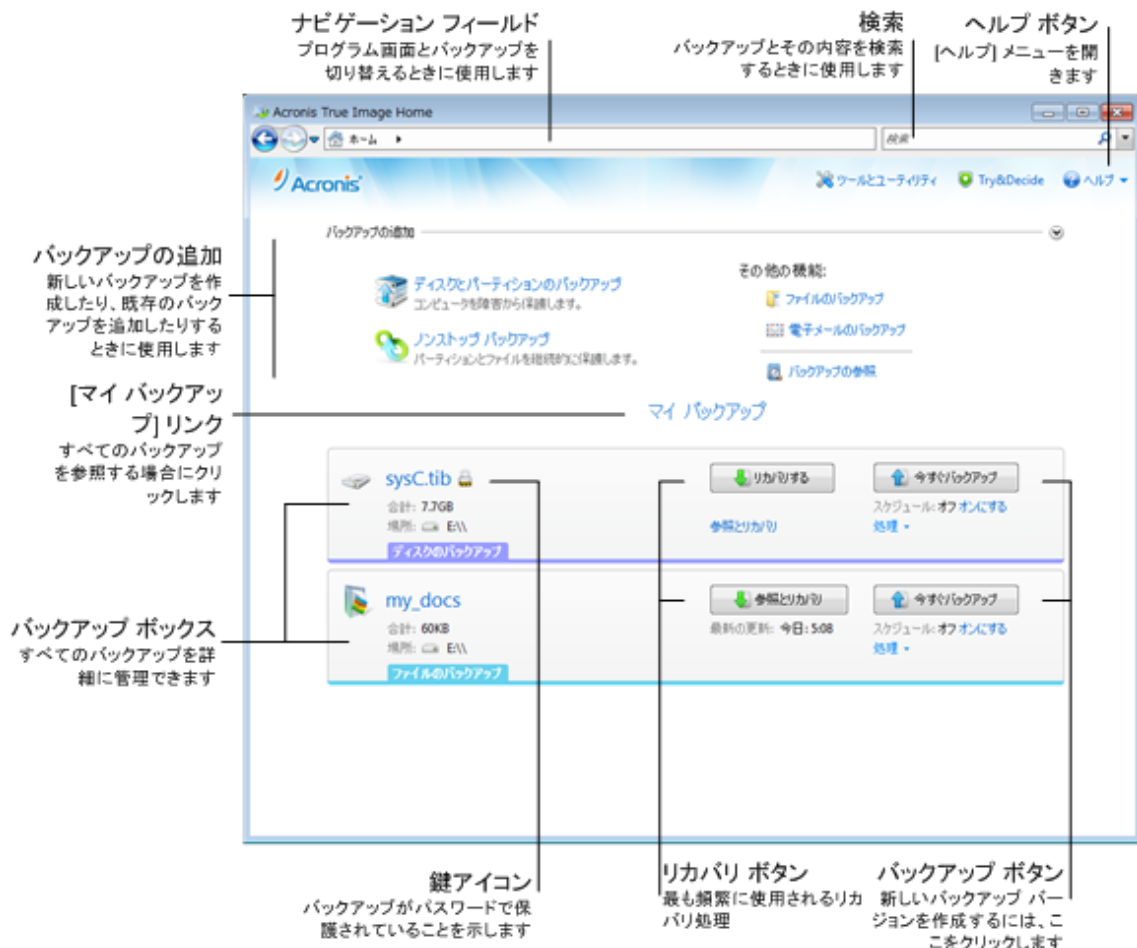 ナビゲーション フィールド
プログラム画面とバックアップを
切り替えるときに使用します
検索
バックアップとその内容を検索
するときに使用します
ヘルプ ボタン
[ヘルプ] メニューを開
きます
Acronis True Image Home
ホーム
検索
Acronis
ツールとユーティリティ
Try&Decide
ヘルプ
バックアップの追加
新しいバックアップを作
成したり、既存のバック
アップを追加したりする
ときに使用します
バックアップの追加
ディスクとパーティションのバックアップ
コンピュータを障害から保護します。
ノンストップ バックアップ
パーティションとファイルを継続的に保護します。
その他の機能:
ファイルのバックアップ
電子メールのバックアップ
バックアップの参照
[マイ バックアッ
プ] リンク
すべてのバックアップ
を参照する場合にクリ
ックします
マイ バックアップ
sysC.tib
合計: 7.7GB
場所: E:\\
ディスクのバックアップ
リカバリする
参照とリカバリ
今すぐバックアップ
スケジュール: オフ オンにする
処理
バックアップ ボックス
すべてのバックアップを詳
細に管理できます
my_docs
合計: 60KB
場所: E:\\
ファイルのバックアップ
参照とリカバリ
最新の更新: 今日: 5:08
今すぐバックアップ
スケジュール: オフ オンにする
処理
鍵アイコン
バックアップがパスワードで保
護されていることを示します
リカバリ ボタン
最も頻繁に使用されるリカ
バリ処理
バックアップ ボタン
新しいバックアップ バー
ジョンを作成するには、こ
こをクリックします